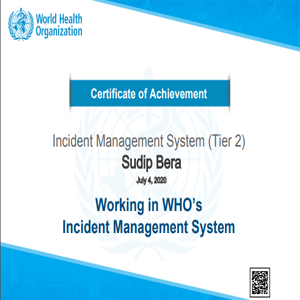 World Health
Organization
Certificate of Achievement
Incident Management System (Tier 2)
Sudip Bera
July 4, 2020
Working in WHO's
Incident Management System